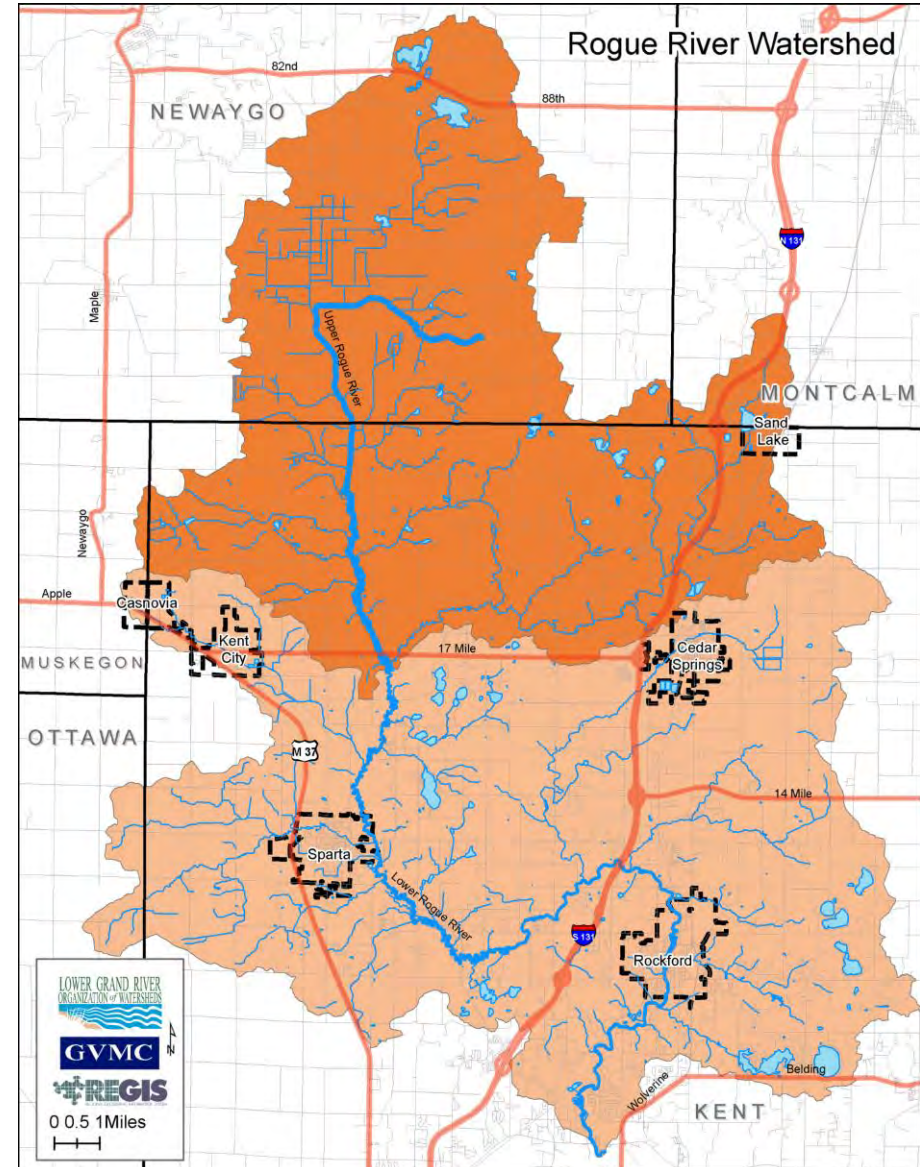 Rogue River Watershed
82nd
88th
NEWAYGO
N 131
Maple
Upper Rogue River
MONTCALM
Sand
Lake
Newaygo
Apple
Casnovia
Kent
City
17 Mile
Cedar
Springs
MUSKEGON
OTTAWA
M 37
14 Mile
Sparta
Lower Rogue River
S 131
Rockford
LOWER GRAND RIVER
ORGANIZATION of WATERSHEDS
GVMC
N
REGIS
0 0.5 1Miles
Belding
Wolverine
KENT